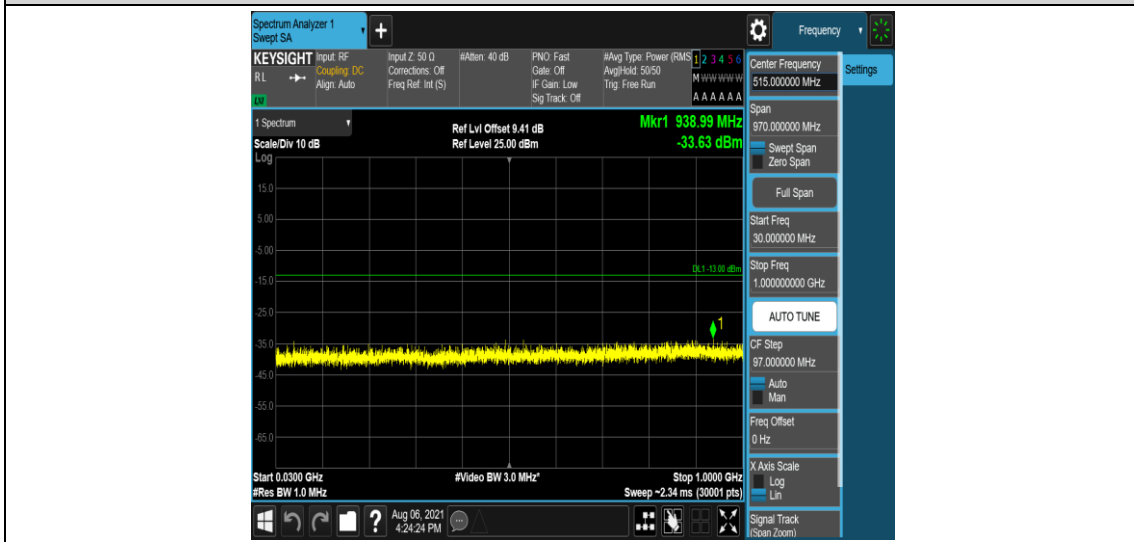 Spectrum Analyzer 1
Swept SA
+
Frequency
KEYSIGHT
RL
LXI
Input: RF
Coupling: DC
Align: Auto
Input Z: 50 Ω
Corrections: Off
Freq Ref: Int (S)
#Atten: 40 dB
PNO: Fast
Gate: Off
IF Gain: Low
Sig Track: Off
#Avg Type: Power (RMS
Avg|Hold: 50/50
Trig: Free Run
1 2 3 4 5 6
M W W W W W
A A A A A A
1 Spectrum
Scale/Div 10 dB
Log
Ref Lvl Offset 9.41 dB
Ref Level 25.00 dBm
Mkr1 938.99 MHz
-33.63 dBm
15.0
5.00
-5.00
-15.0
-25.0
-35.0
-45.0
-55.0
-65.0
DL1 -13.00 dBm
1
Start 0.0300 GHz
#Res BW 1.0 MHz
#Video BW 3.0 MHz*
Stop 1.0000 GHz
Sweep ~2.34 ms (30001 pts)
?
Aug 06, 2021
4:24:24 PM
Center Frequency
515.000000 MHz
Settings
Span
970.000000 MHz
Swept Span
Zero Span
Full Span
Start Freq
30.000000 MHz
Stop Freq
1.000000000 GHz
AUTO TUNE
CF Step
97.000000 MHz
Auto
Man
Freq Offset
0 Hz
X Axis Scale
Log
Lin
Signal Track
(Span Zoom)